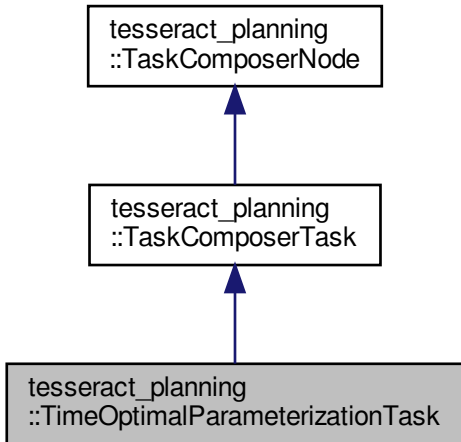 tesseract_planning
::TaskComposerNode
tesseract_planning
::TaskComposerTask
tesseract_planning
::TimeOptimalParameterizationTask